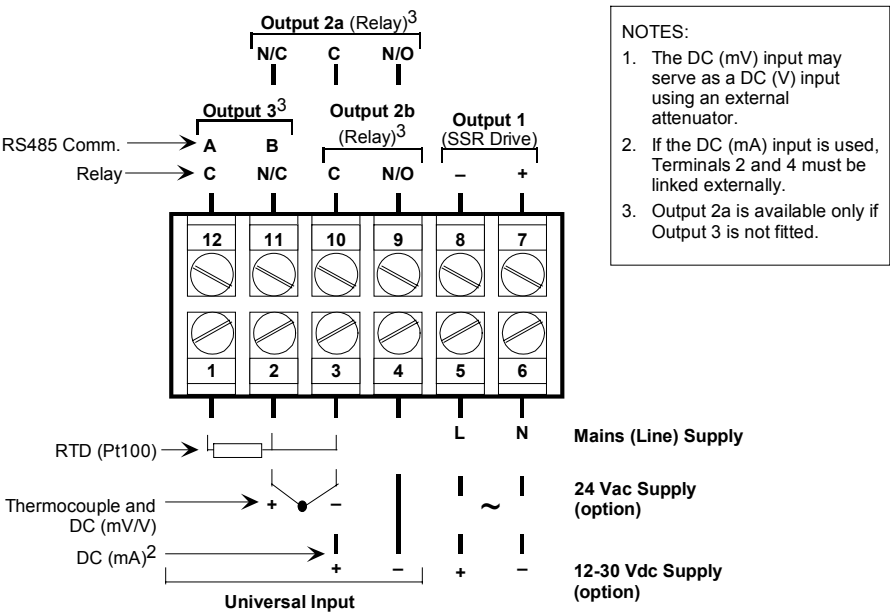 Output 2a (Relay)3
N/C C N/O
Output 33
Output 2b
(Relay)3
Output 1
(SSR Drive)
RS485 Comm. A B
Relay C N/C C N/O – +
12 11 10 9 8 7
1 2 3 4 5 6
L N Mains (Line) Supply
RTD (Pt100)
~ 24 Vac Supply
(option)
Thermocouple and
DC (mV/V)
+ –
DC (mA)2
+ – + – 12-30 Vdc Supply
(option)
Universal Input
NOTES:
1. The DC (mV) input may
serve as a DC (V) input
using an external
attenuator.
2. If the DC (mA) input is used,
Terminals 2 and 4 must be
linked externally.
3. Output 2a is available only if
Output 3 is not fitted.